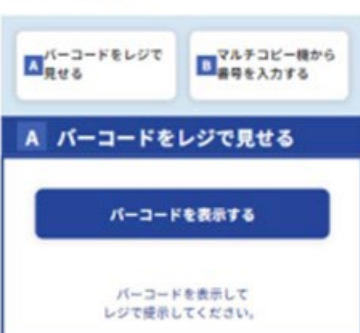 A バーコードをレジで
見せる
B マルチコピー機から
番号を入力する
A バーコードをレジで見せる
バーコードを表示する
バーコードを表示して
レジで提示してください。